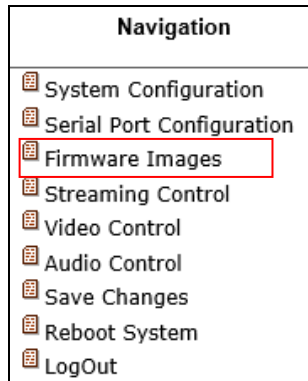 Navigation
System Configuration
Serial Port Configuration
Firmware Images
Streaming Control
Video Control
Audio Control
Save Changes
Reboot System
LogOut